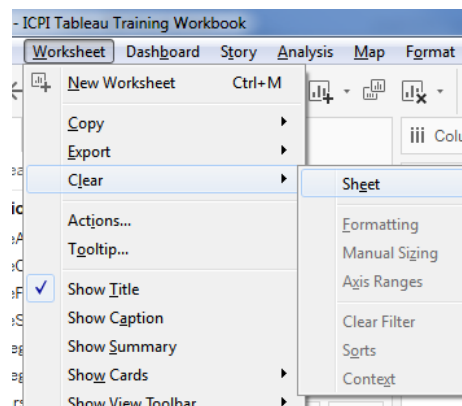 - ICPI Tableau Training Workbook
Worksheet Dashboard Story Analysis Map Format
New Worksheet Ctrl+M
Copy
Export
iii Colu
Clear
Sheet
Actions...
Formatting
Tooltip...
Manual Sizing
Show Title
Axis Ranges
Show Caption
Clear Filter
Show Summary
Sorts
Show Cards
Context
Show View Toolbar